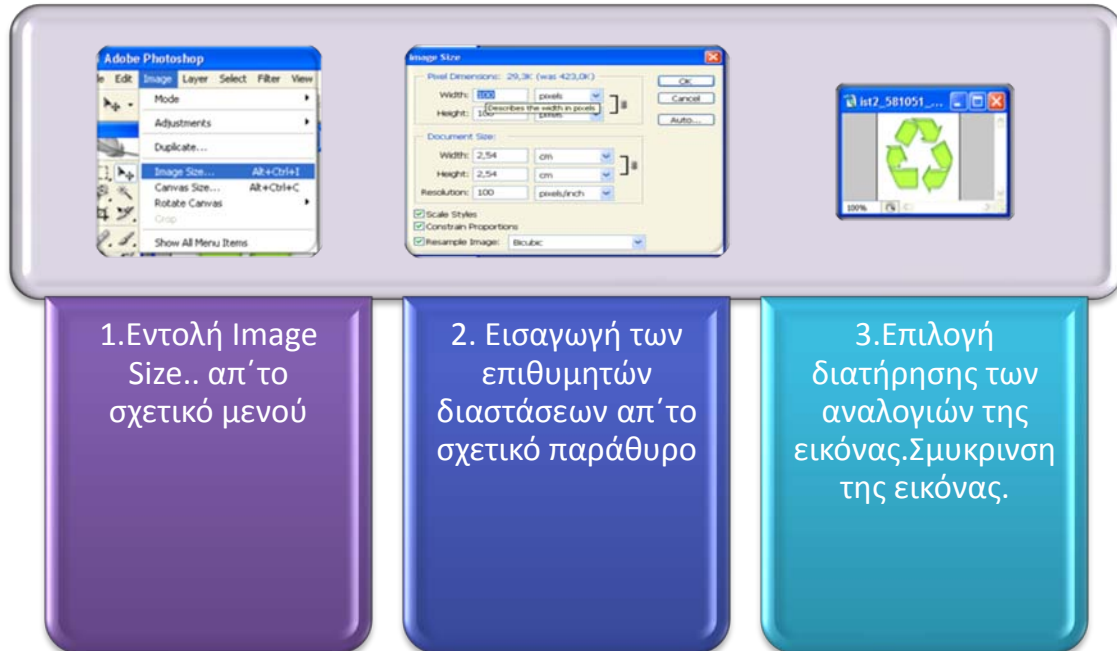 Adobe Photoshop
Edit Image Layer Select Filter View
Mode
Adjustments
Duplicate...
Image Size... Alt+Ctrl+I
Canvas Size... Alt+Ctrl+C
Rotate Canvas
Crop
Show All Menu Items
Image Size
Pixel Dimensions: 29,3K (was 423,0K)
Width: 100 pixels
Describes the width in pixels
Height: 100 pixels
OK
Cancel
Auto...
Document Size:
Width: 2,54 cm
Height: 2,54 cm
Resolution: 100 pixels/inch
Scale Styles
Constrain Proportions
Resample Image: Bicubic
ist2_581051_...
100%
1.Εντολή Image
Size.. απ΄το
σχετικό μενού
2. Εισαγωγή των
επιθυμητών
διαστάσεων απ΄το
σχετικό παράθυρο
3.Επιλογή
διατήρησης των
αναλογιών της
εικόνας.Σμυκρινση
της εικόνας.